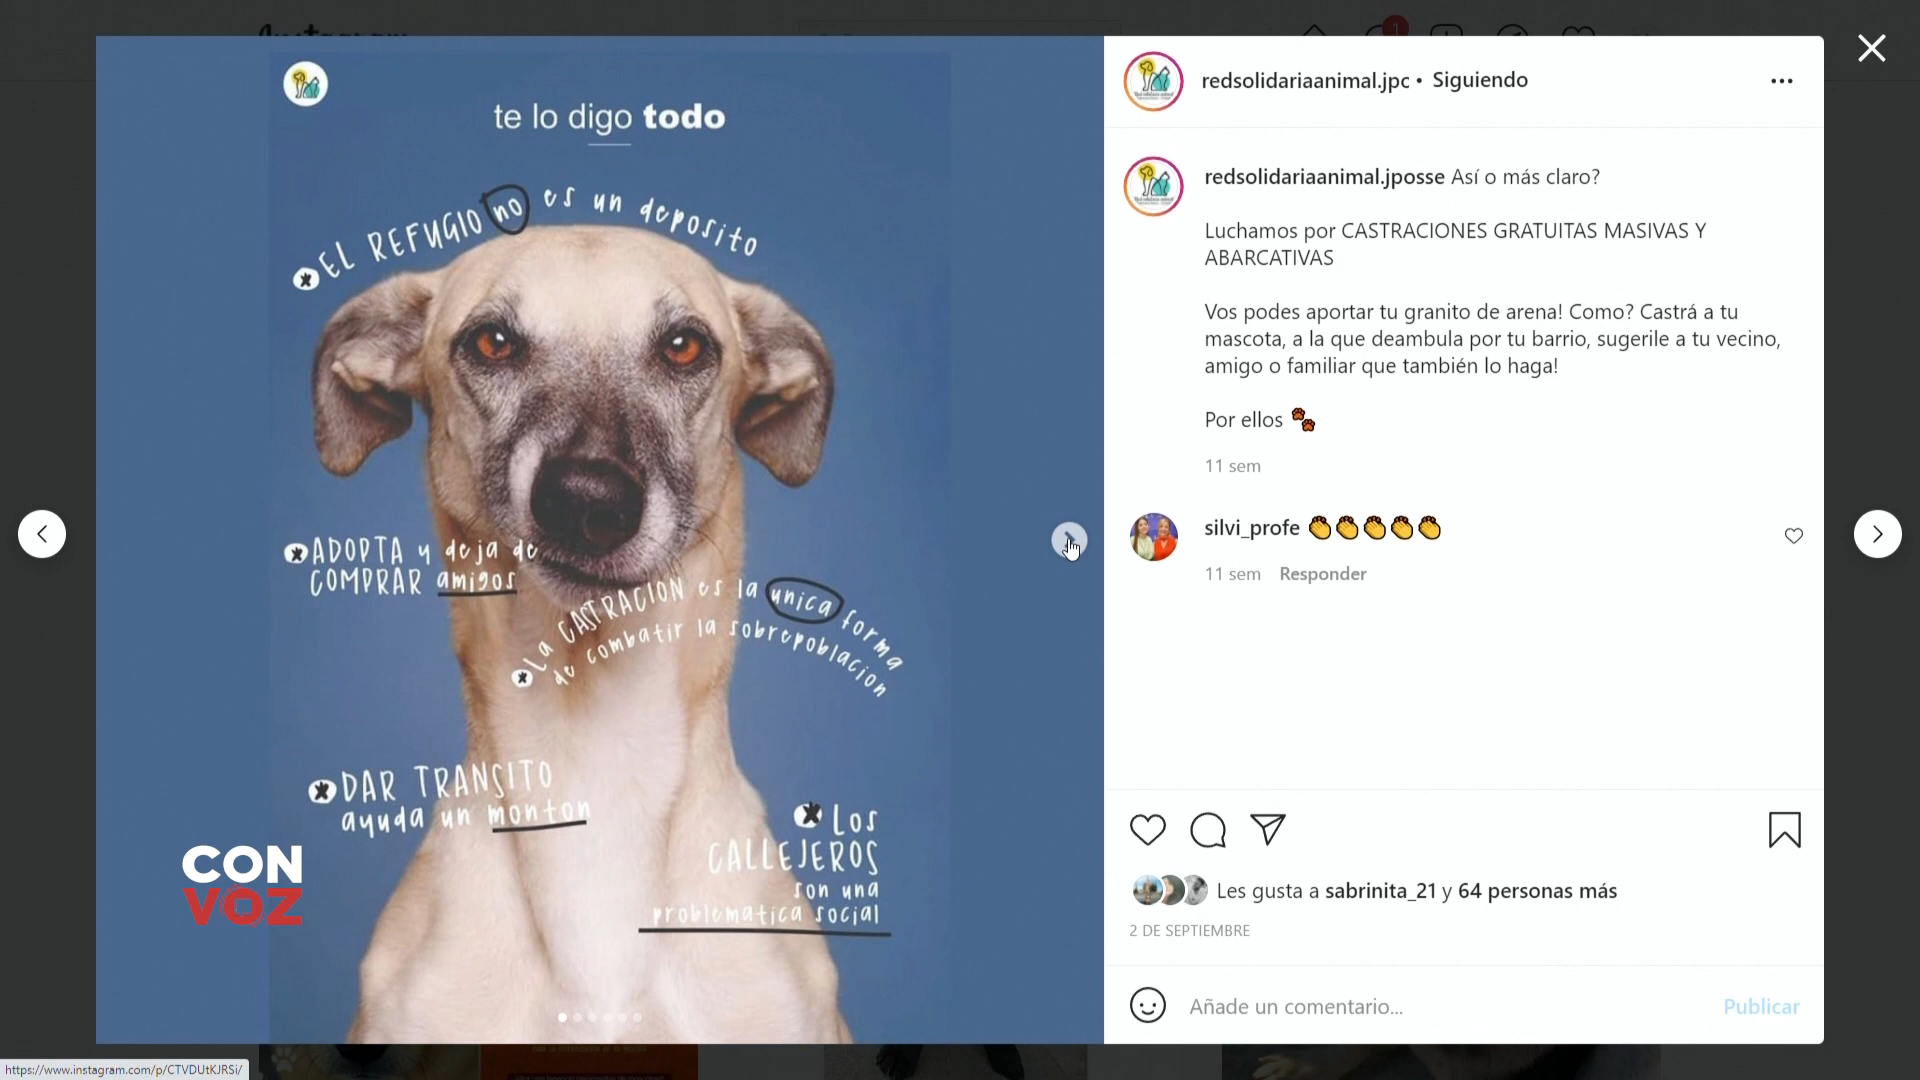 te lo digo todo
EL REFUGIO no es un deposito
ADOPTA y deja de
COMPRAR amigos
La CASTRACION es la unica forma
de combatir la sobrepoblacion
DAR TRANSITO
ayuda un monton
Los
CALLEJEROS
son una
problematica social
CON
VOZ
redsolidariaanimal.jpc • Siguiendo
redsolidariaanimal.jposse Así o más claro?
Luchamos por CASTRACIONES GRATUITAS MASIVAS Y
ABARCATIVAS
Vos podes aportar tu granito de arena! Como? Castrá a tu
mascota, a la que deambula por tu barrio, sugerile a tu vecino,
amigo o familiar que también lo haga!
Por ellos 🐾
11 sem
silvi_profe 👏👏👏👏👏
11 sem Responder
Les gusta a sabrinita_21 y 64 personas más
2 DE SEPTIEMBRE
Añade un comentario... Publicar
https://www.instagram.com/p/CTVDUtKJRSi/